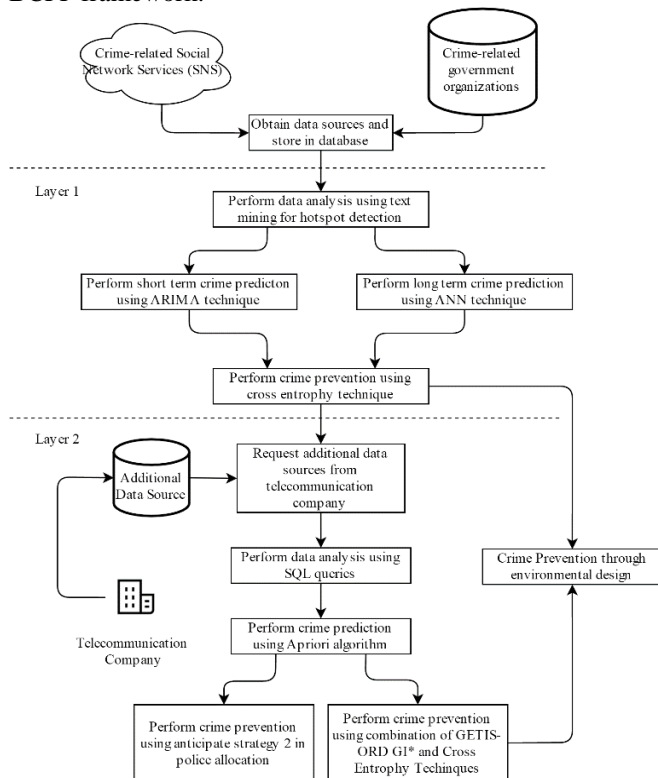 Crime-related Social
Network Services (SNS)
Crime-related
government
organizations
Obtain data sources and
store in database
Layer 1
Perform data analysis using text
mining for hotspot detection
Perform short term crime predicton
using ARIMA technique
Perform long term crime prediction
using ANN technique
Perform crime prevention using
cross entrophy technique
Layer 2
Additional
Data Source
Request additional data
sources from
telecommunication
company
Perform data analysis using
SQL queries
Crime Prevention through
environmental design
Telecommunication
Company
Perform crime prediction
using Apriori algorithm
Perform crime prevention
using anticipate strategy 2 in
police allocation
Perform crime prevention
using combination of GETIS-
ORD GI* and Cross
Entrophy Techinques